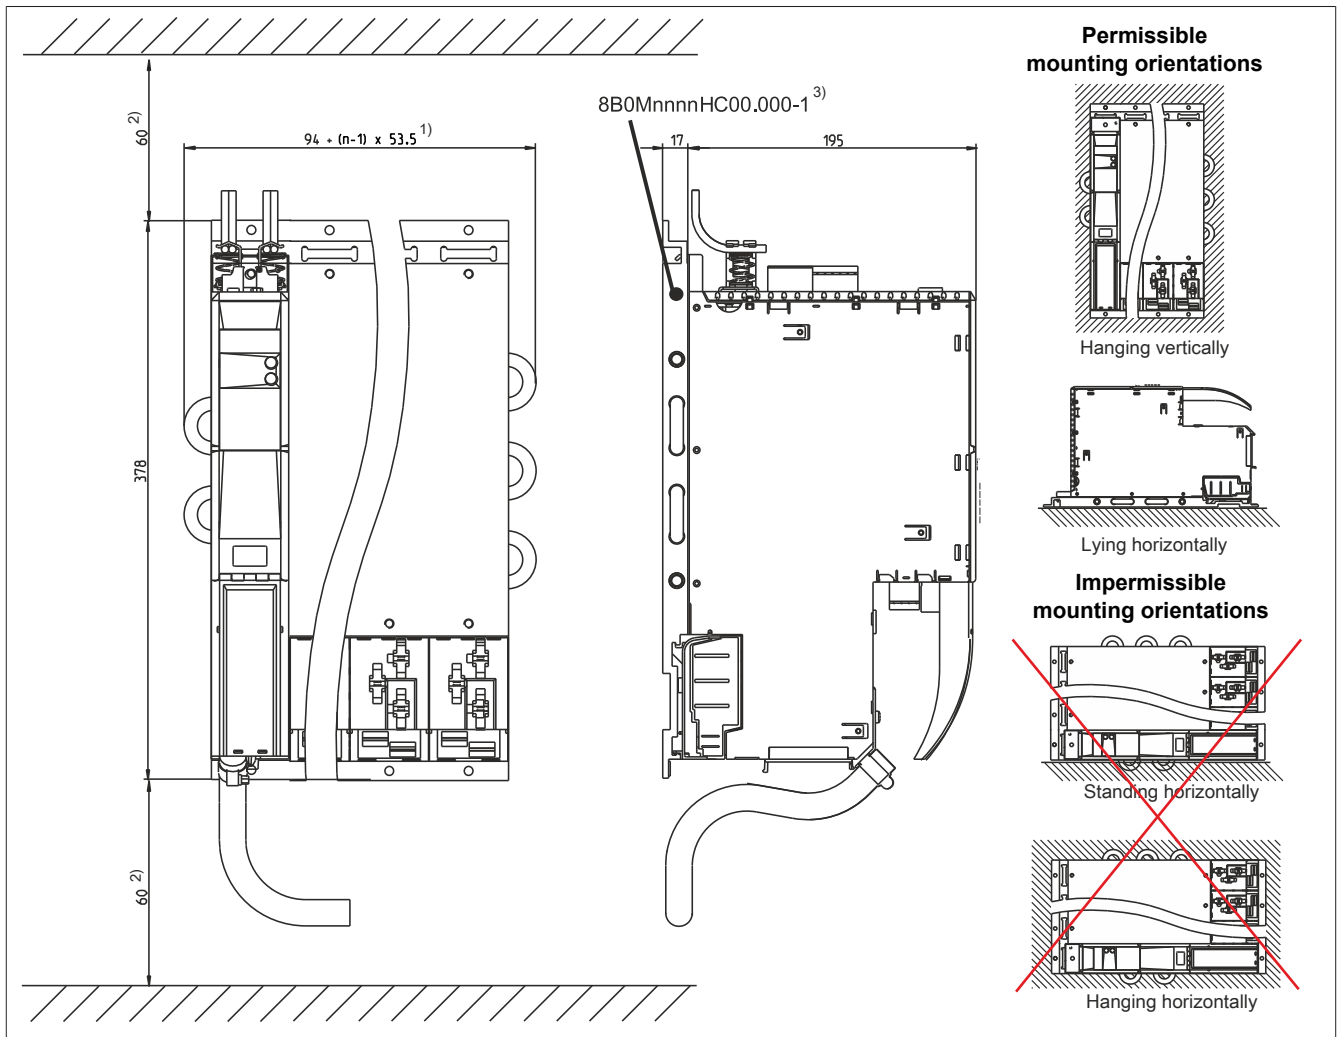 60 2)
94 + (n-1) x 53.5 1)
378
60 2)
8B0MnnnnHC00.000-1 3)
17
195
Permissible
mounting orientations
Hanging vertically
Lying horizontally
Impermissible
mounting orientations
Standing horizontally
Hanging horizontally